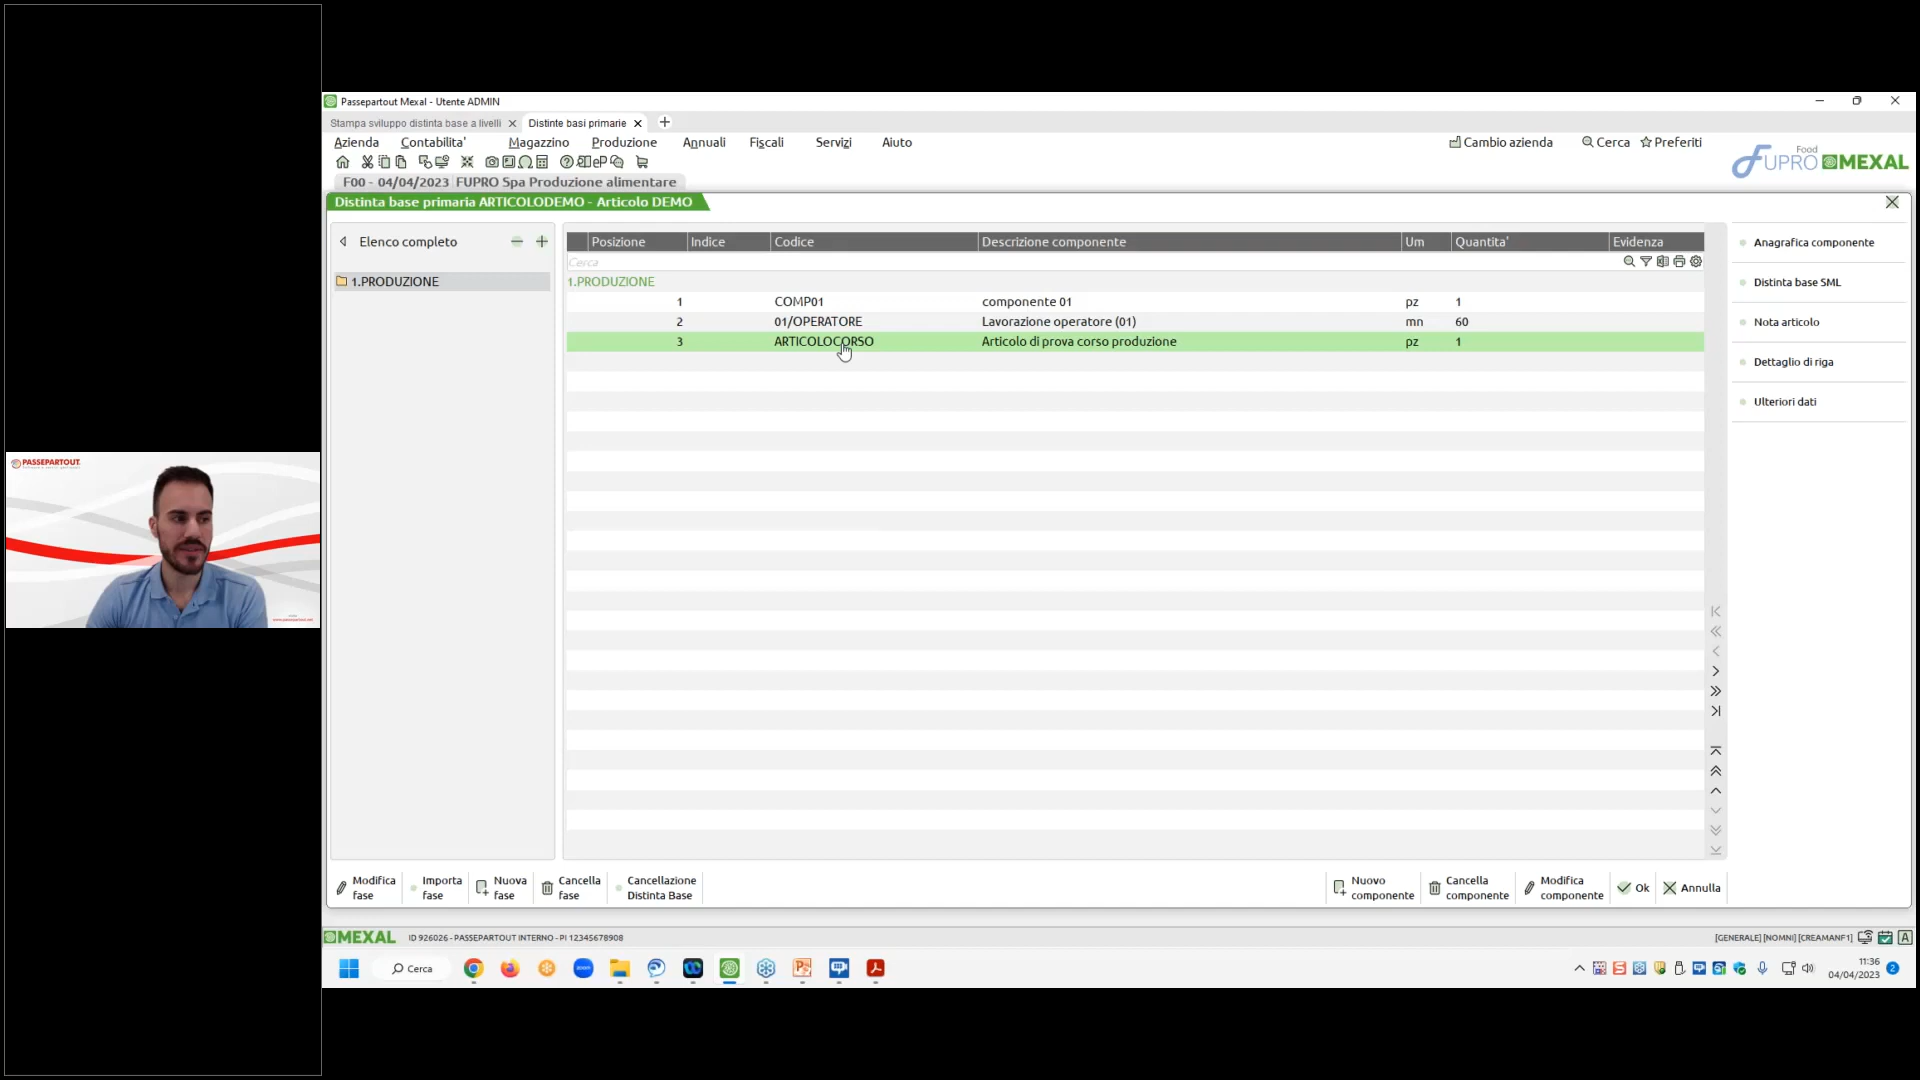 PASSEPARTOUT
Passepartout Mexal - Utente ADMIN
Stampa sviluppo distinta base a livelli
Distinte basi primarie
Azienda Contabilita' Magazzino Produzione Annuali Fiscali Servizi Aiuto
Cambio azienda Cerca Preferiti
Food
FUPRO MEXAL
F00 - 04/04/2023 FUPRO Spa Produzione alimentare
Distinta base primaria ARTICOLODEMO - Articolo DEMO
Elenco completo
1.PRODUZIONE
Posizione Indice Codice Descrizione componente Um Quantita' Evidenza
Cerca
1.PRODUZIONE
1 COMP01 componente 01 pz 1
2 01/OPERATORE Lavorazione operatore (01) mn 60
3 ARTICOLOCORSO Articolo di prova corso produzione pz 1
Anagrafica componente
Distinta base SML
Nota articolo
Dettaglio di riga
Ulteriori dati
Modifica fase
Importa fase
Nuova fase
Cancella fase
Cancellazione Distinta Base
Nuovo componente
Cancella componente
Modifica componente
Ok
Annulla
MEXAL ID 926026 - PASSEPARTOUT INTERNO - PI 12345678908
[GENERALE] [NOMNI] [CREAMANF1] A
Cerca
zoom
11:36
04/04/2023
2